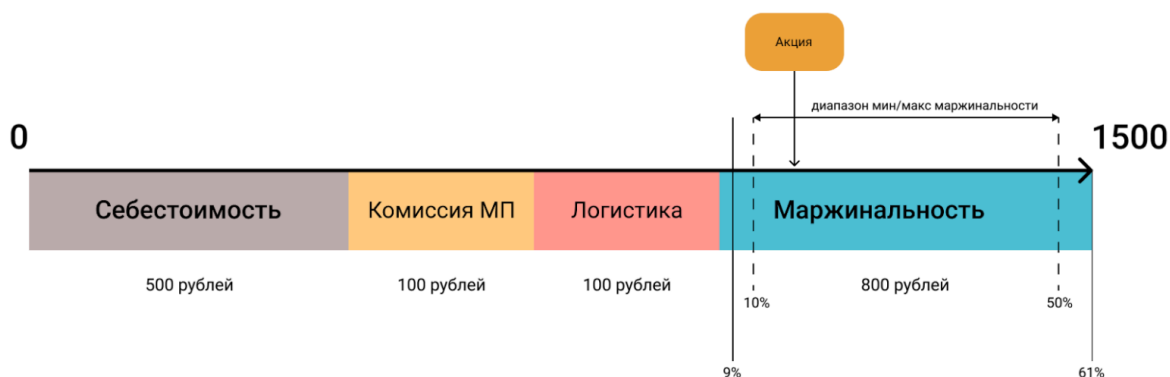 Акция
диапазон мин/макс маржинальности
0
1500
Себестоимость
Комиссия МП
Логистика
Маржинальность
500 рублей
100 рублей
100 рублей
800 рублей
10%
50%
9%
61%